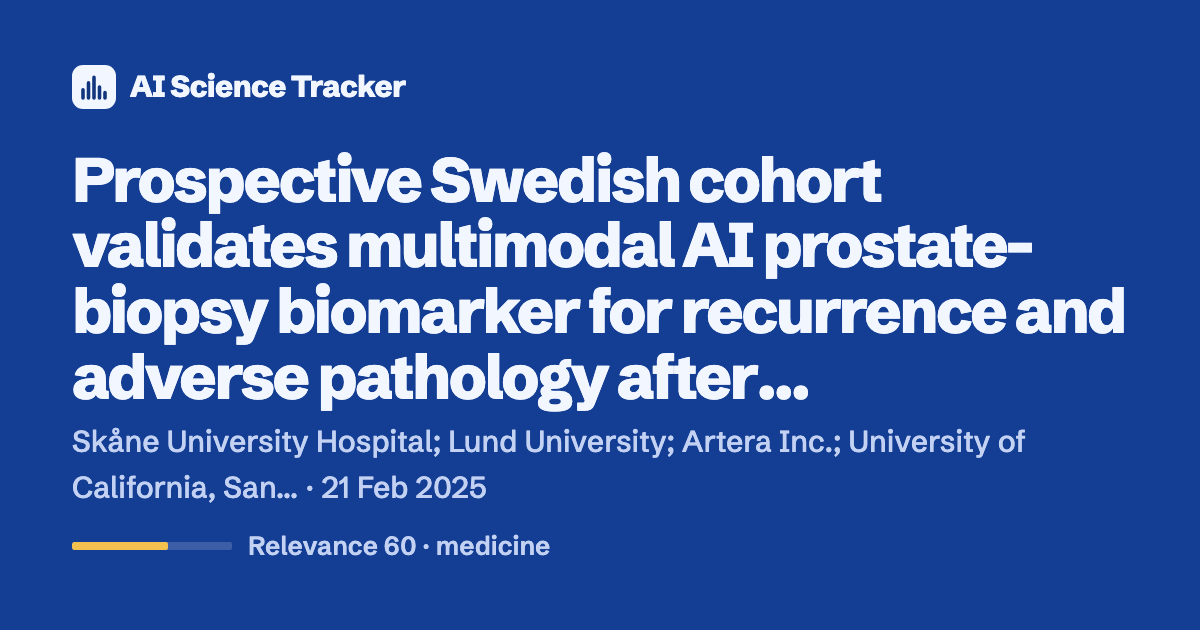 AI Science Tracker
Prospective Swedish cohort
validates multimodal AI prostate-
biopsy biomarker for recurrence and
adverse pathology after...
Skåne University Hospital; Lund University; Artera Inc.; University of
California, San... · 21 Feb 2025
Relevance 60 · medicine